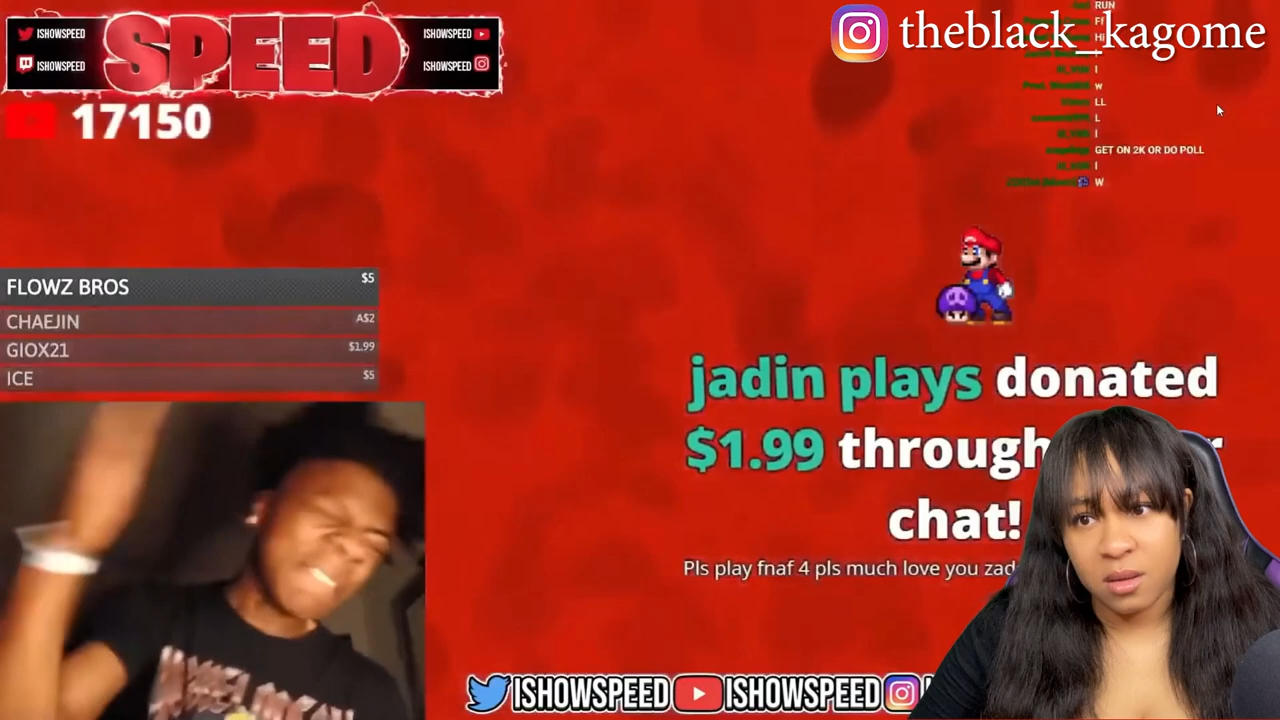 ISHOWSPEED
SPEED
ISHOWSPEED
ISHOWSPEED
ISHOWSPEED
17150
theblack_kagome
RUN
Hi
I
w
LL
L
I
GET ON 2K OR DO POLL
I
W
FLOWZ BROS $5
CHAEJIN A$2
GIOX21 $1.99
ICE $5
jadin plays donated
$1.99 through
chat!
Pls play fnaf 4 pls much love you
ISHOWSPEED ISHOWSPEED